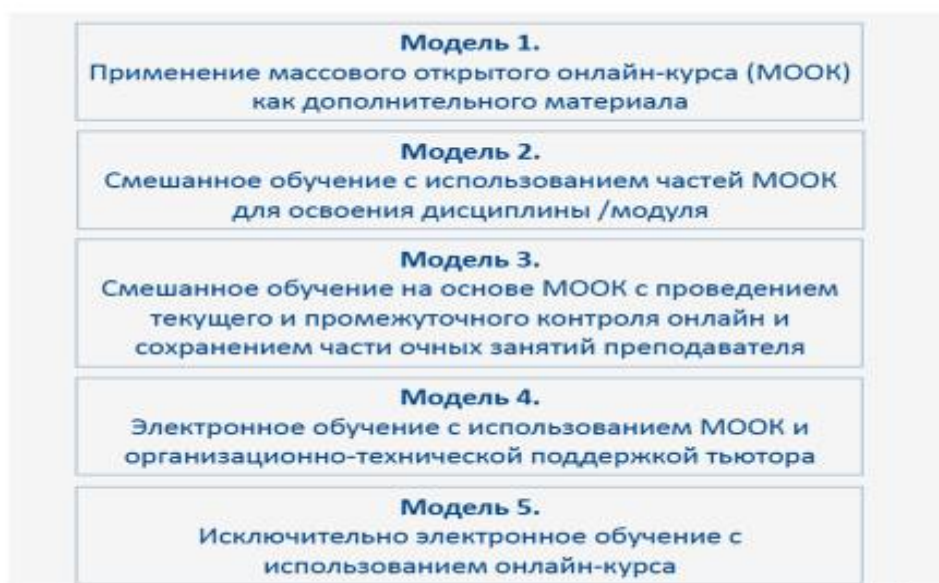 Модель 1.
Применение массового открытого онлайн-курса (МООК)
как дополнительного материала
Модель 2.
Смешанное обучение с использованием частей МООК
для освоения дисциплины /модуля
Модель 3.
Смешанное обучение на основе МООК с проведением
текущего и промежуточного контроля онлайн и
сохранением части очных занятий преподавателя
Модель 4.
Электронное обучение с использованием МООК и
организационно-технической поддержкой тьютора
Модель 5.
Исключительно электронное обучение с
использованием онлайн-курса